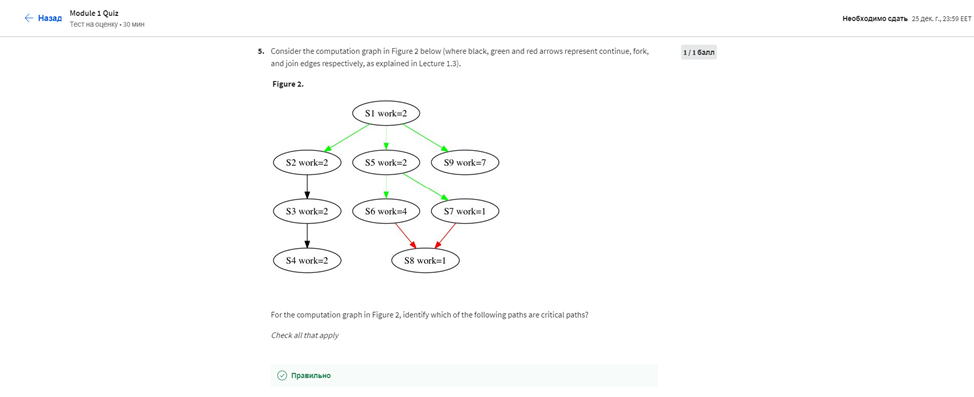 Назад
Module 1 Quiz
Тест на оценку • 30 мин
Необходимо сдать 25 дек. г., 23:59 EET
5. Consider the computation graph in Figure 2 below (where black, green and red arrows represent continue, fork,
and join edges respectively, as explained in Lecture 1.3).
1 / 1 балл
Figure 2.
S1 work=2
S2 work=2 S5 work=2 S9 work=7
S3 work=2 S6 work=4 S7 work=1
S4 work=2 S8 work=1
For the computation graph in Figure 2, identify which of the following paths are critical paths?
Check all that apply
Правильно